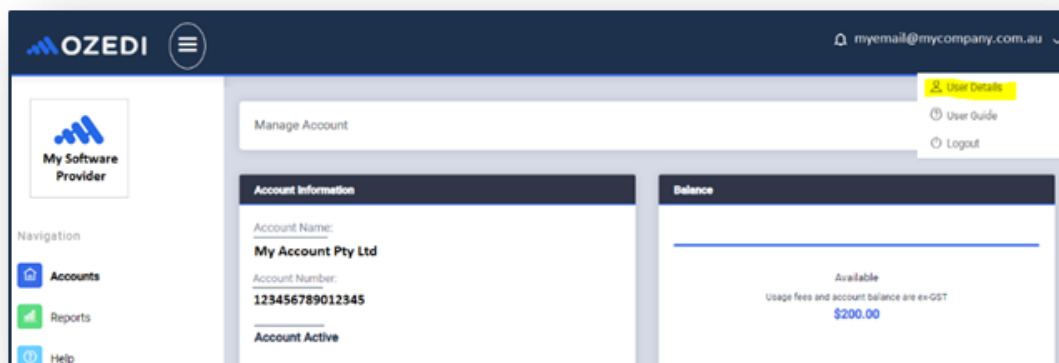 OZEDI
myemail@mycompany.com.au
User Details
User Guide
Logout
My Software
Provider
Manage Account
Navigation
Accounts
Reports
Help
Account Information
Account Name:
My Account Pty Ltd
Account Number:
123456789012345
Account Active
Balance
Available
Usage fees and account balance are ex-GST
$200.00